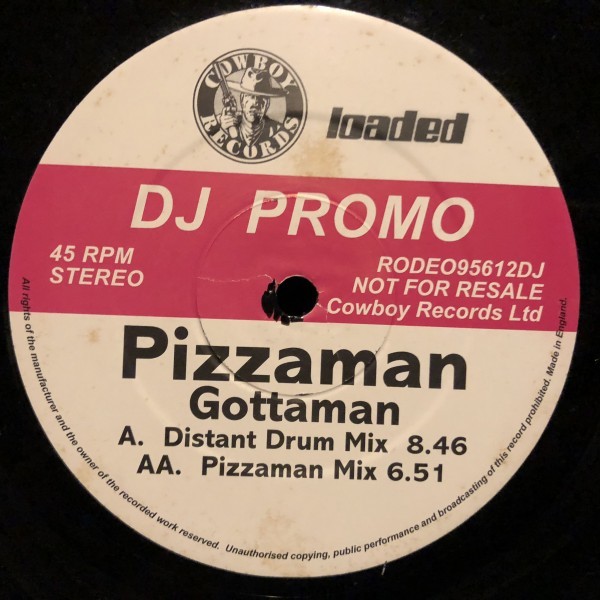 COWBOY RECORDS
loaded
DJ PROMO
45 RPM
STEREO
RODEO95612DJ
NOT FOR RESALE
Cowboy Records Ltd
Pizzaman
Gottaman
A. Distant Drum Mix 8.46
AA. Pizzaman Mix 6.51
All rights of the manufacturer and the owner of the recorded work reserved. Unauthorised copying, public performance and broadcasting of this record prohibited. Made in England.